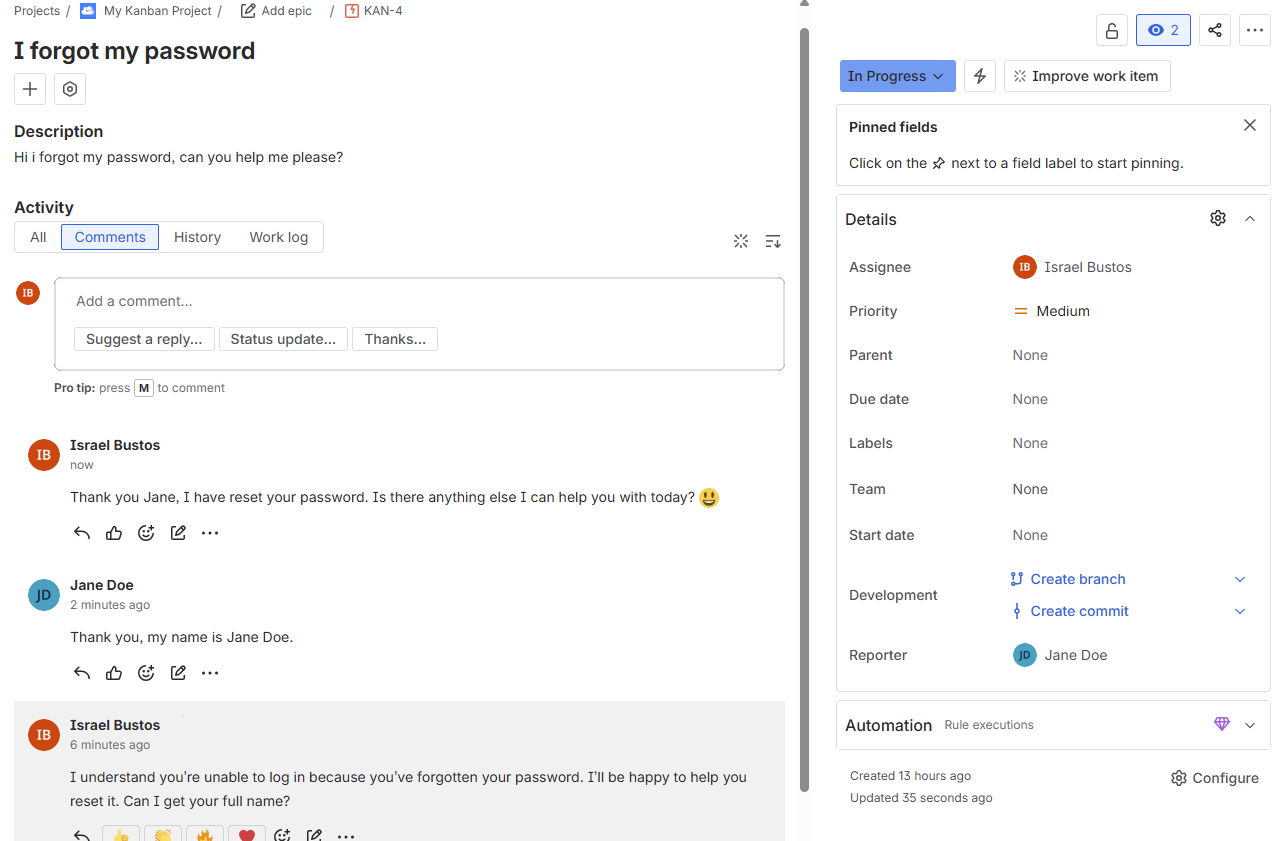 Projects / My Kanban Project / Add epic / KAN-4
2
I forgot my password
In Progress
Improve work item
Description
Hi i forgot my password, can you help me please?
Pinned fields
Click on the next to a field label to start pinning.
Activity
All Comments History Work log
IB
Add a comment...
Suggest a reply... Status update... Thanks...
Pro tip: press M to comment
IB
Israel Bustos
now
Thank you Jane, I have reset your password. Is there anything else I can help you with today?
JD
Jane Doe
2 minutes ago
Thank you, my name is Jane Doe.
IB
Israel Bustos
6 minutes ago
I understand you’re unable to log in because you’ve forgotten your password. I’ll be happy to help you
reset it. Can I get your full name?
Details
Assignee IB Israel Bustos
Priority Medium
Parent None
Due date None
Labels None
Team None
Start date None
Development Create branch
Create commit
Reporter JD Jane Doe
Automation Rule executions
Created 13 hours ago
Configure
Updated 35 seconds ago